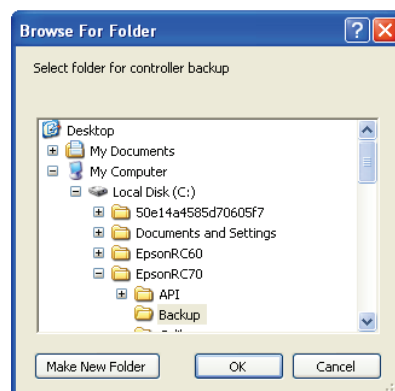 Browse For Folder
Select folder for controller backup
Desktop
My Documents
My Computer
Local Disk (C:)
50e14a4585d70605f7
Documents and Settings
EpsonRC60
EpsonRC70
API
Backup
Make New Folder
OK
Cancel